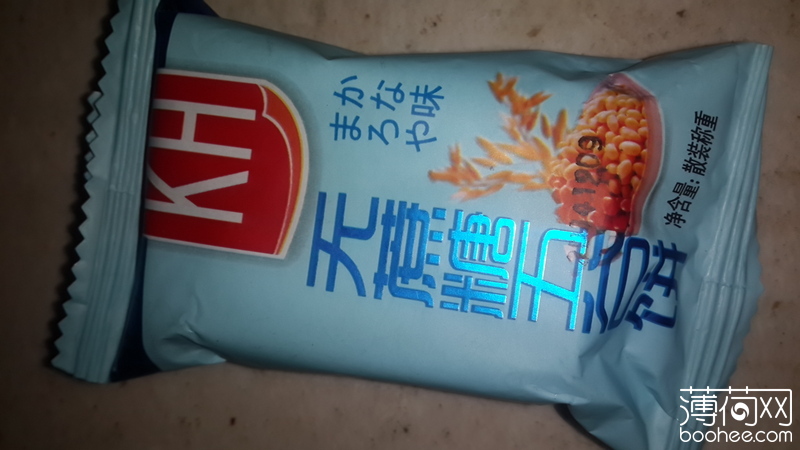 KH
まろや
かな味
无蔗糖五谷饼
净含量: 散装称重
薄荷网
boohee.com